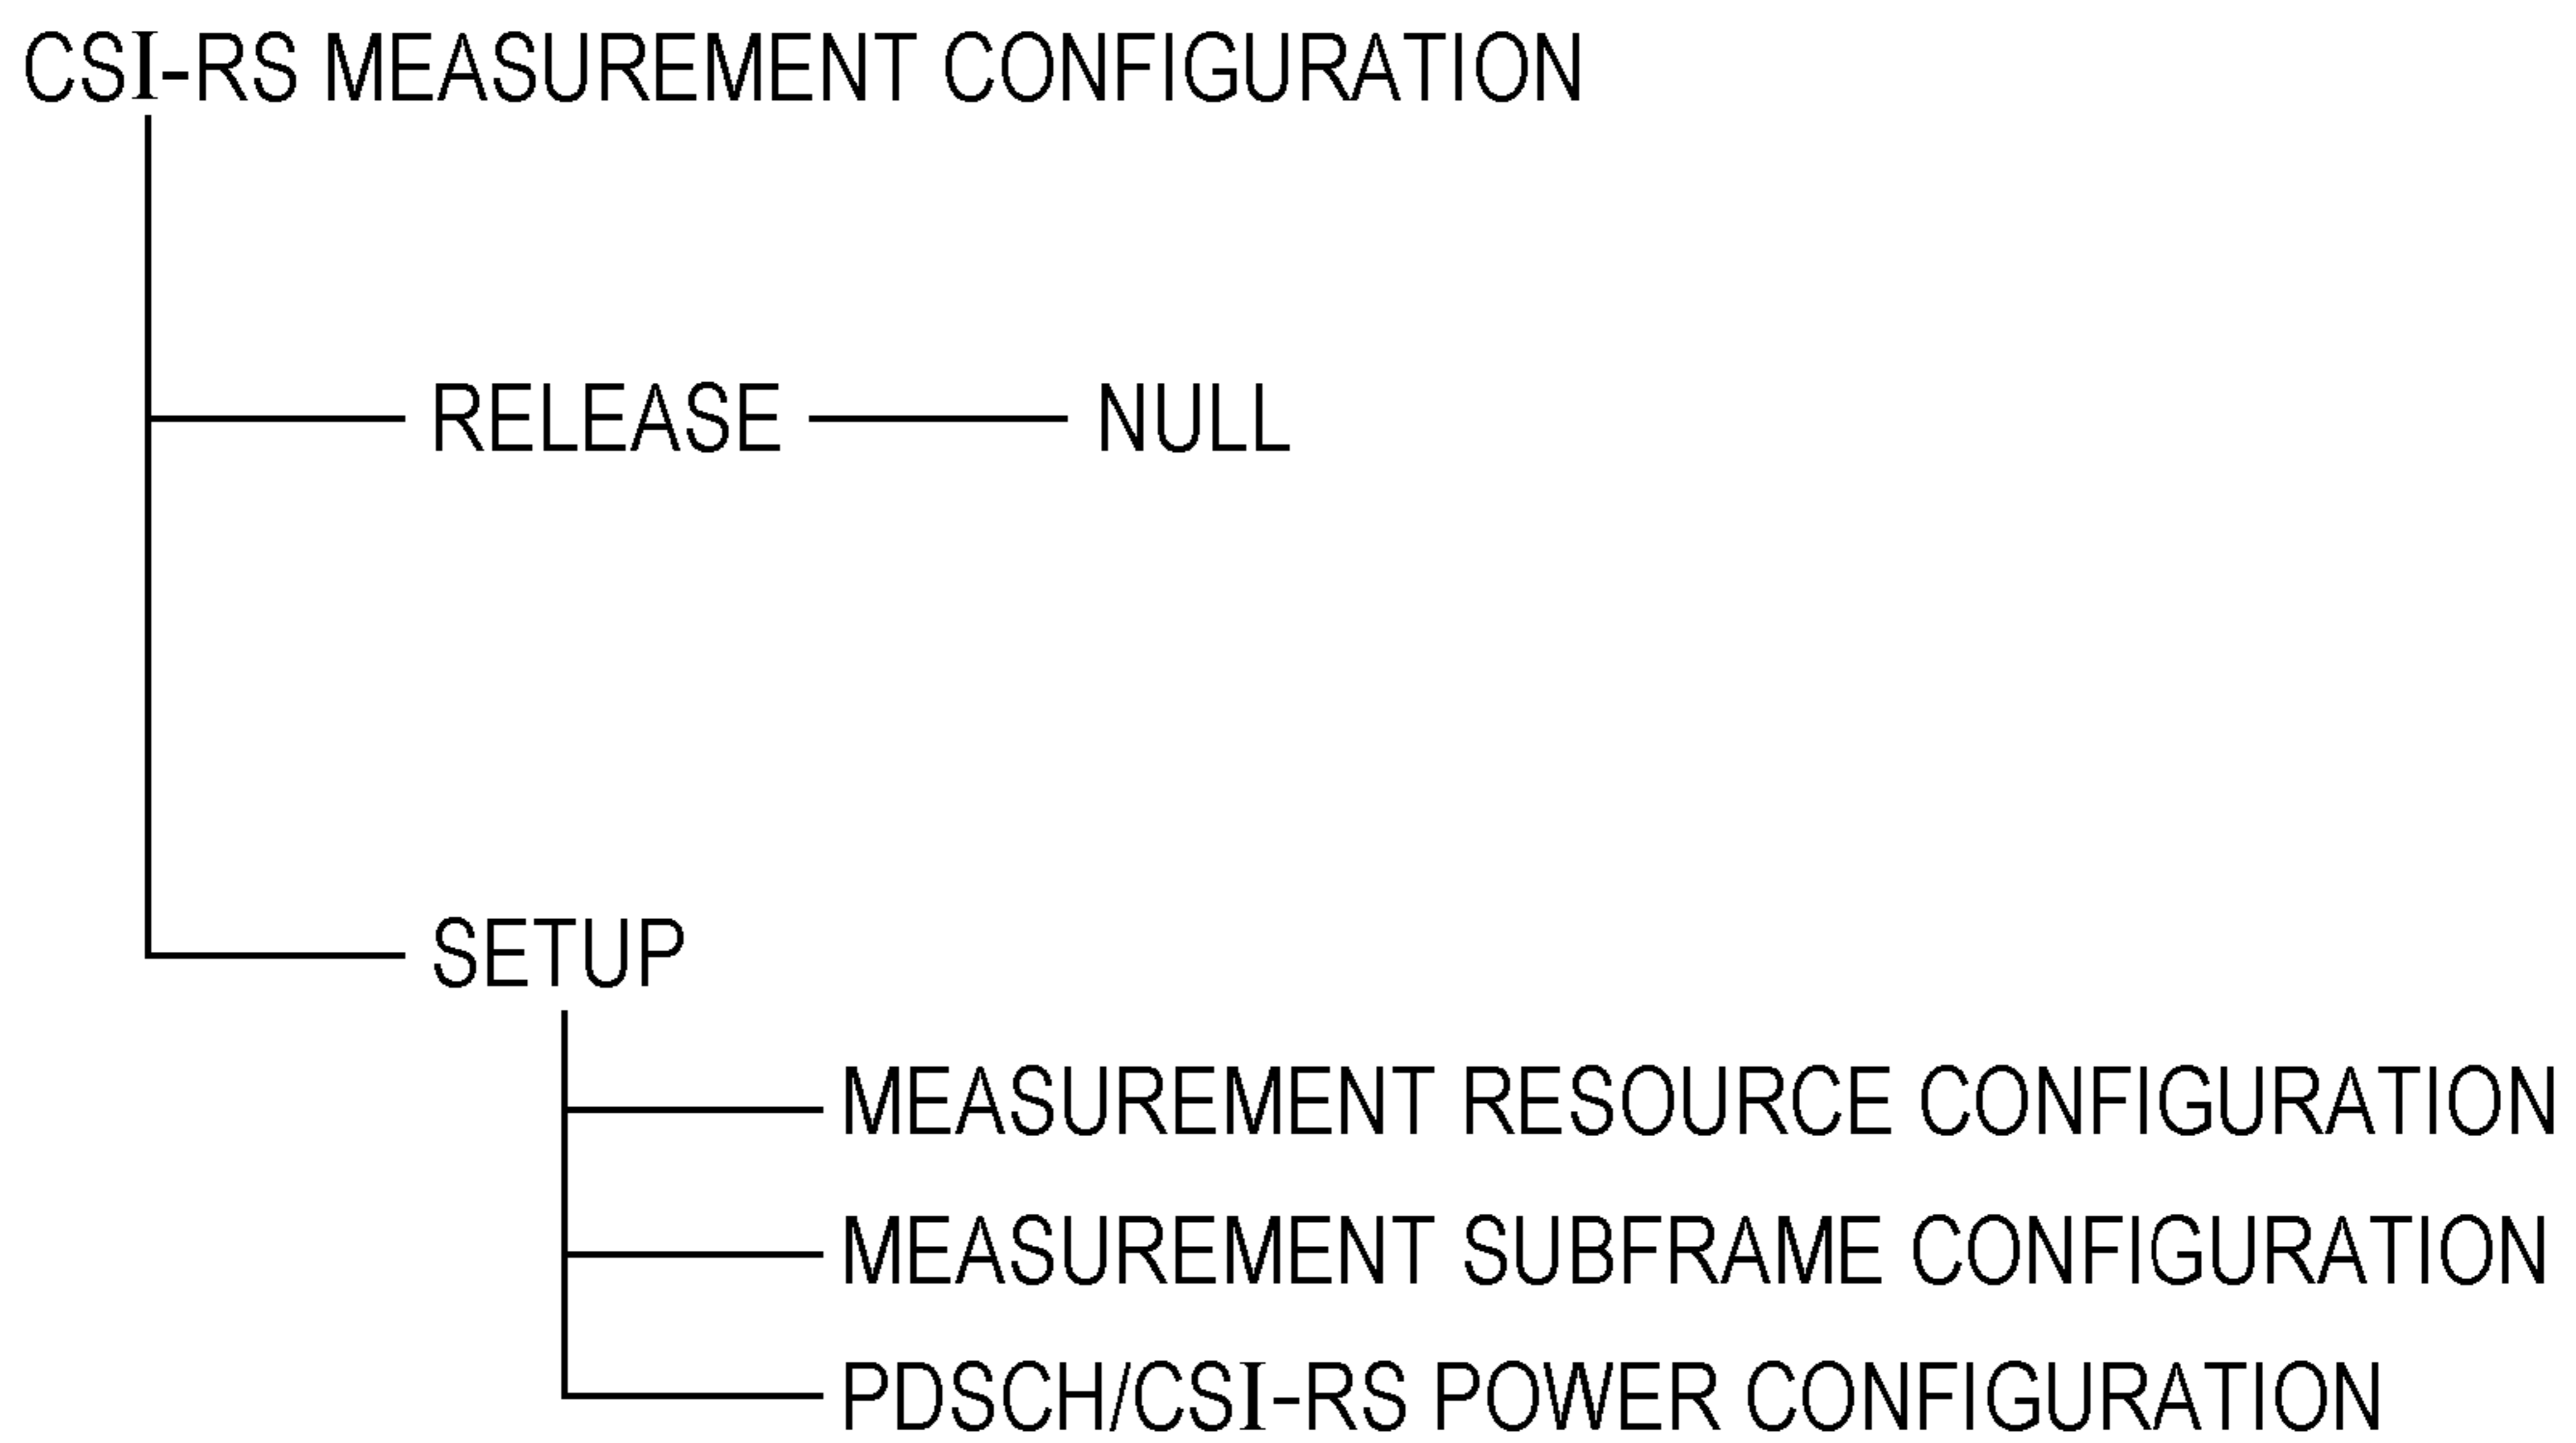 CSI-RS MEASUREMENT CONFIGURATION
RELEASE NULL
SETUP
MEASUREMENT RESOURCE CONFIGURATION
MEASUREMENT SUBFRAME CONFIGURATION
PDSCH/CSI-RS POWER CONFIGURATION